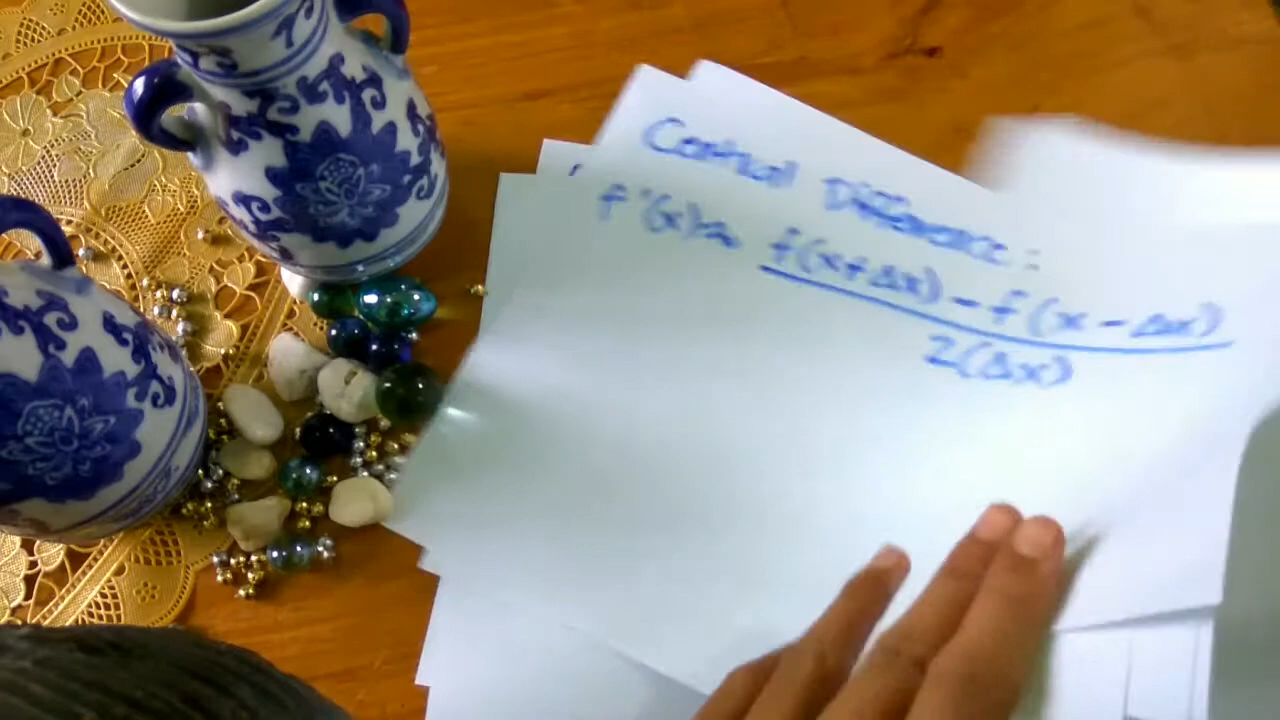 Central Difference:
f'(x)≈ f(x+Δx) - f(x-Δx)
2(Δx)